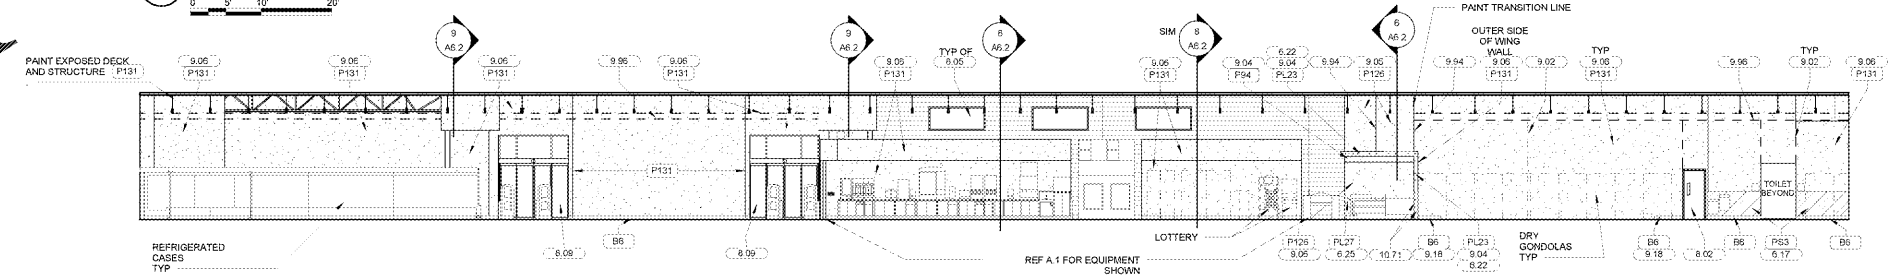 0 5' 10' 20'
PAINT TRANSITION LINE
9
A6.2
9
A6.2
6
A6.2
SIM
8
A6.2
6
A6.2
OUTER SIDE
OF WING
WALL
PAINT EXPOSED DECK
AND STRUCTURE
P131
9.06
P131
9.06
P131
9.06
P131
9.96
9.06
P131
9.06
P131
TYP OF
6.05
9.06
P131
9.04
P94
6.22
9.04
PL23
9.94
9.05
P126
9.94
9.06
P131
9.02
TYP
9.06
P131
9.96
TYP
9.02
9.06
P131
P131
TOILET
BEYOND
REFRIGERATED
CASES
TYP
8.09
B6
8.09
REF A.1 FOR EQUIPMENT
SHOWN
LOTTERY
P126
9.06
PL27
6.25
10.71
B6
9.18
PL23
9.04
6.22
DRY
GONDOLAS
TYP
B6
9.18
8.02
B6
PS3
6.17
B6